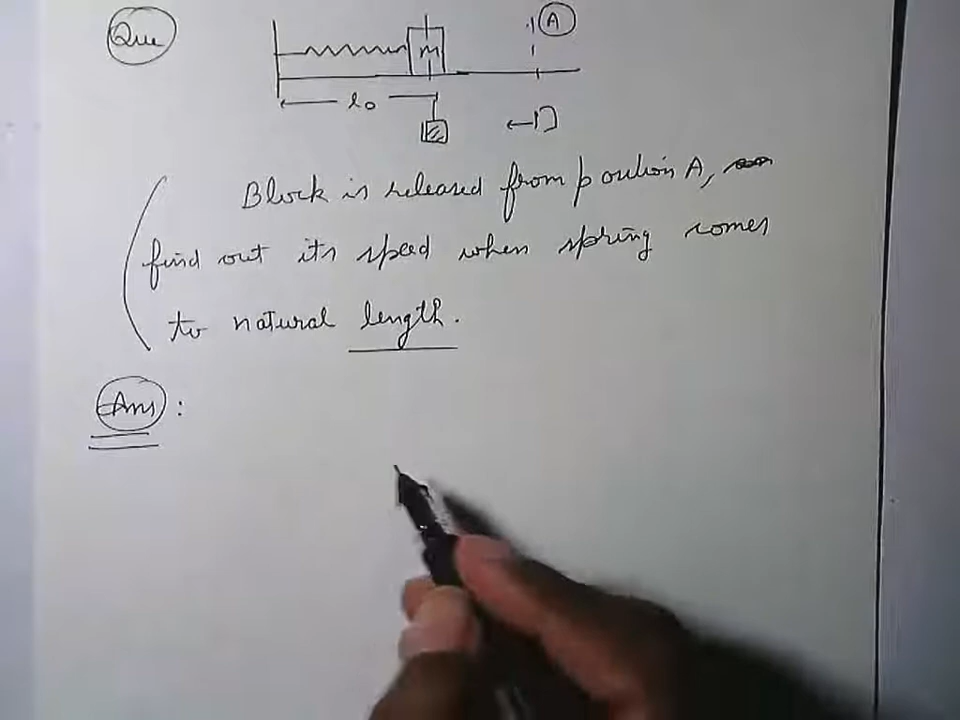 Que
A
m
l0
Block is released from position A,
find out its speed when spring comes
to natural length.
Ans :